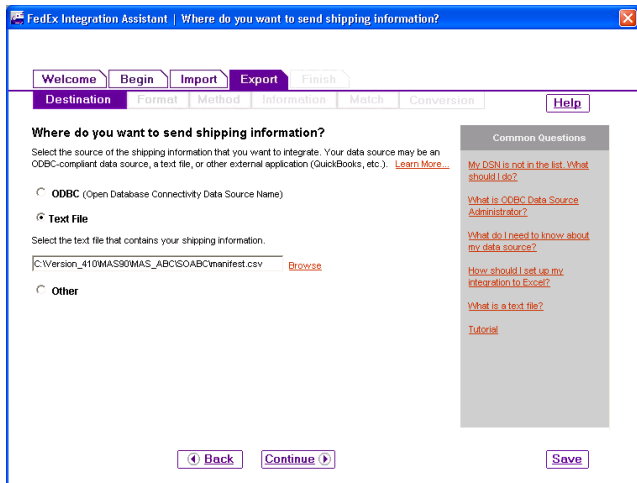 FedEx Integration Assistant | Where do you want to send shipping information?
Welcome Begin Import Export Finish
Destination Format Method Information Match Conversion
Help
Where do you want to send shipping information?
Select the source of the shipping information that you want to integrate. Your data source may be an
ODBC-compliant data source, a text file, or other external application (QuickBooks, etc.). Learn More...
ODBC (Open Database Connectivity Data Source Name)
Text File
Select the text file that contains your shipping information.
C:\Version_410\MAS90\MAS_ABC\SOABC\manifest.csv Browse
Other
Common Questions
My DSN is not in the list. What
should I do?
What is ODBC Data Source
Administrator?
What do I need to know about
my data source?
How should I set up my
integration to Excel?
What is a text file?
Tutorial
Back Continue Save